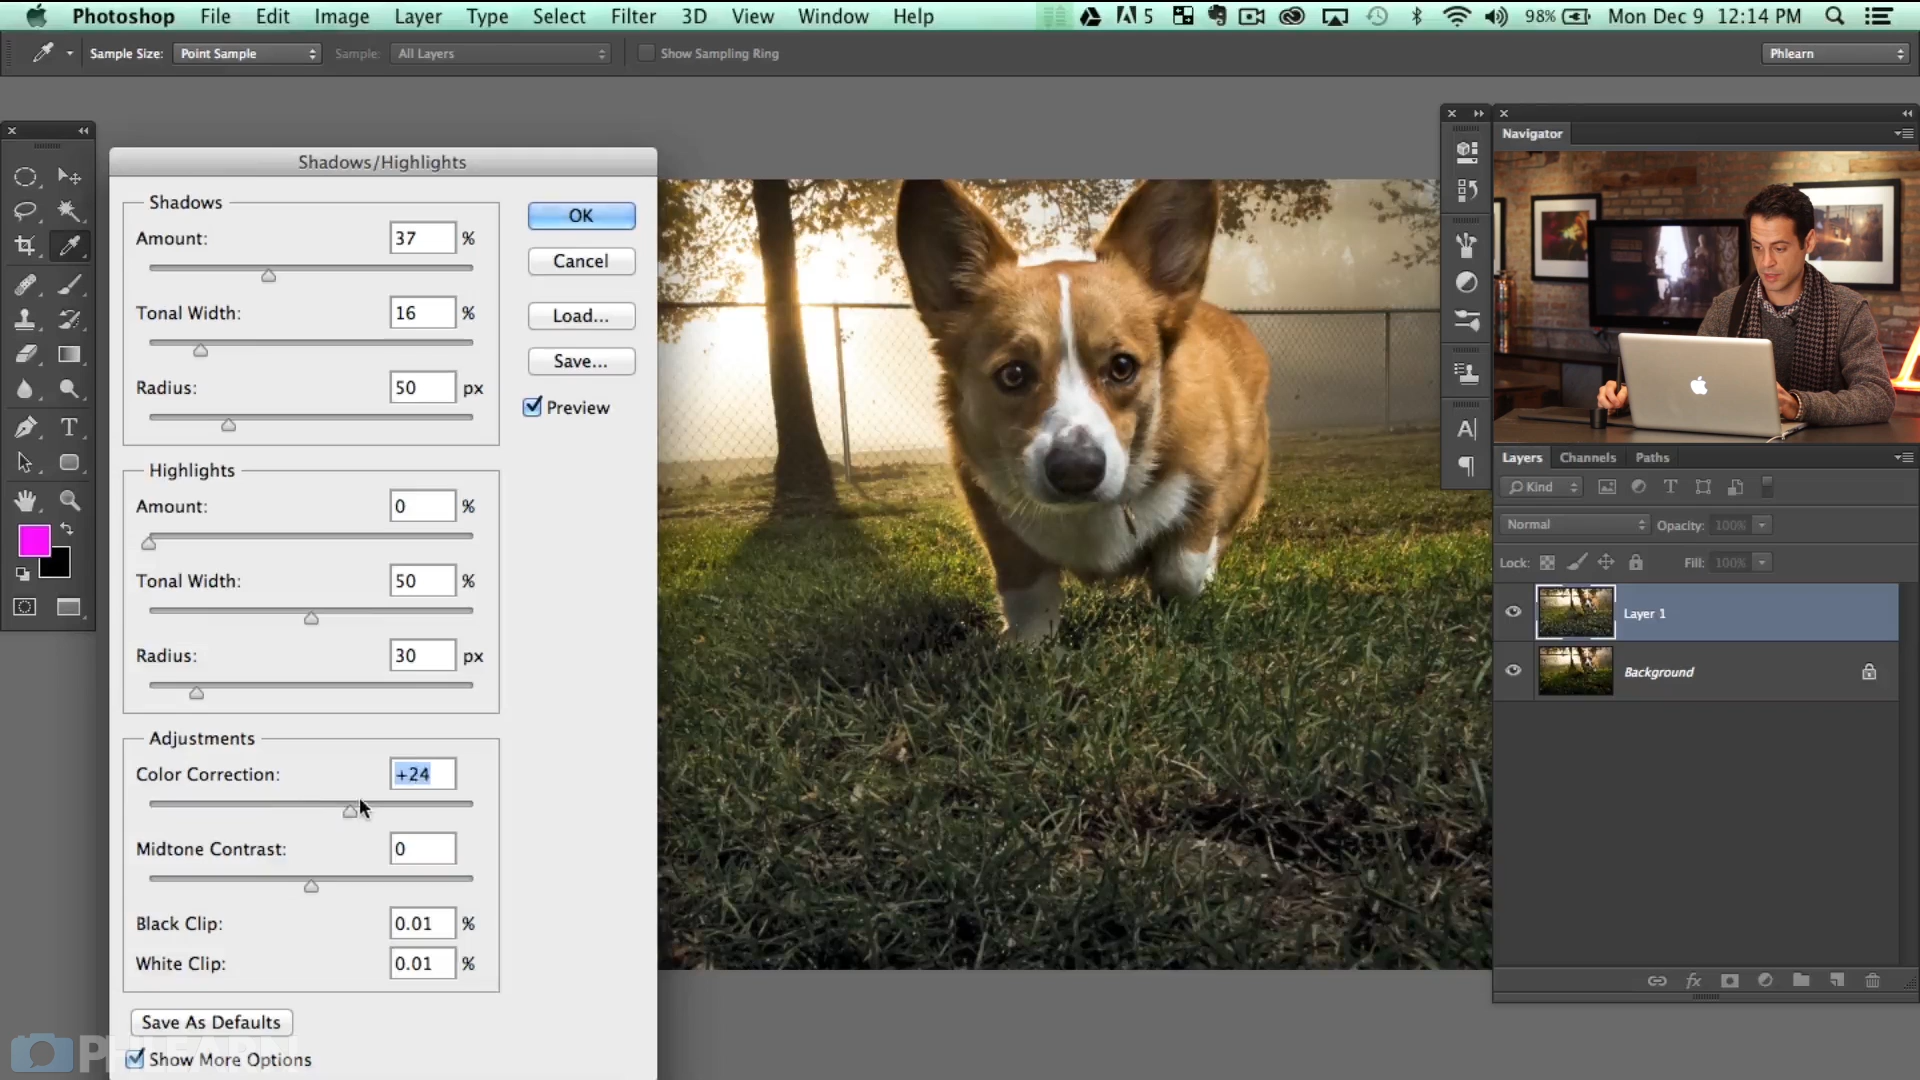 Photoshop File Edit Image Layer Type Select Filter 3D View Window Help 5 98% Mon Dec 9 12:14 PM
Sample Size: Point Sample Sample: All Layers Show Sampling Ring Phlearn
Shadows/Highlights
Shadows
Amount: 37 %
Tonal Width: 16 %
Radius: 50 px
Highlights
Amount: 0 %
Tonal Width: 50 %
Radius: 30 px
Adjustments
Color Correction: +24
Midtone Contrast: 0
Black Clip: 0.01 %
White Clip: 0.01 %
Save As Defaults
Show More Options
OK
Cancel
Load...
Save...
Preview
Navigator
Layers Channels Paths
Kind
Normal Opacity: 100%
Lock: Fill: 100%
Layer 1
Background
PHLEARN